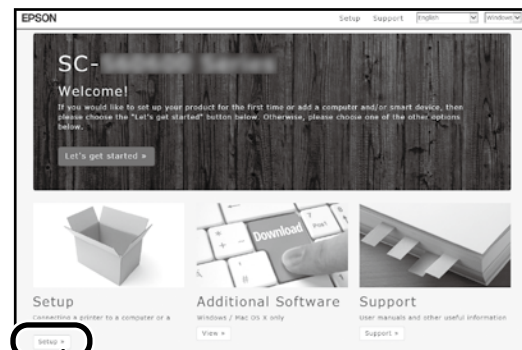 EPSON
Setup Support English Windows
SC-
Welcome!
If you would like to set up your product for the first time or add a computer and/or smart device, then
please choose the "Let's get started" button below. Otherwise, please choose one of the other options
below.
Let's get started »
Download
Setup
Connecting a printer to a computer or a
Setup »
Additional Software
Windows / Mac OS X only
View »
Support
User manuals and other useful information
Support »